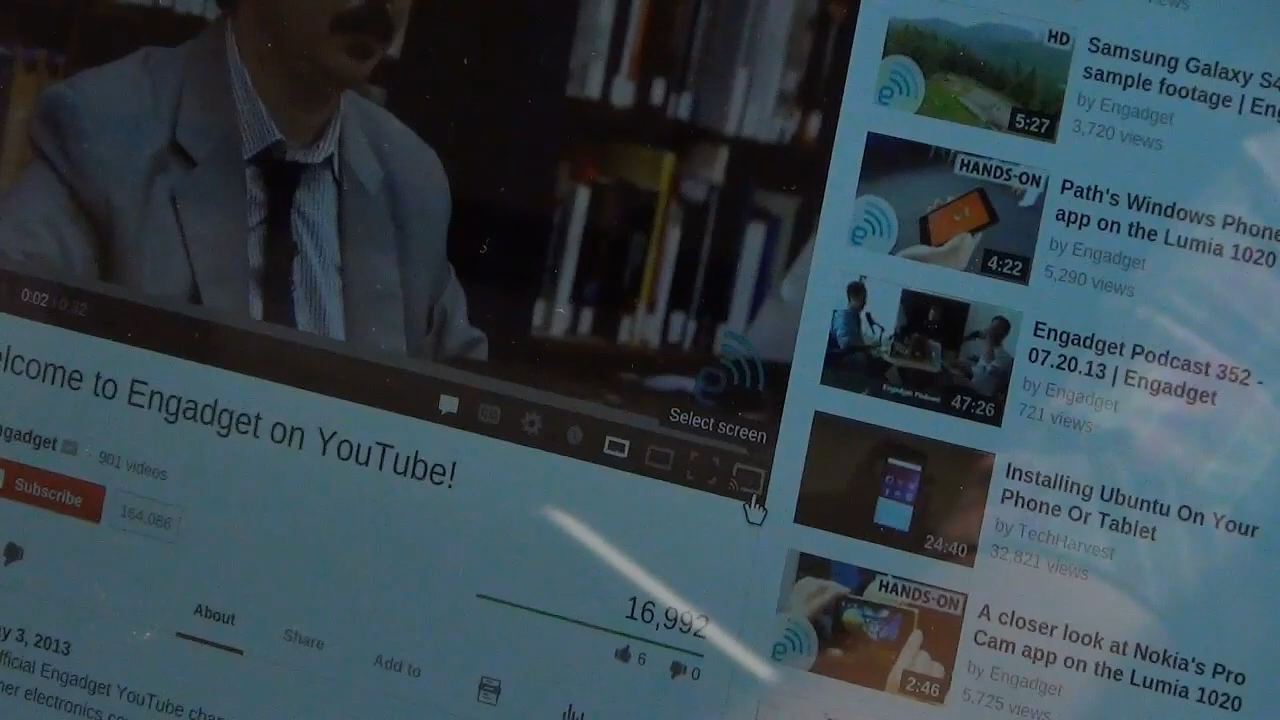 views
HD
5:27
Samsung Galaxy S4
sample footage |
by Engadget
3,720 views
HANDS-ON
4:22
Path's Windows Phone
app on the Lumia 1020
by Engadget
5,290 views
47:26
Engadget Podcast 352 -
07.20.13 | Engadget
by Engadget
721 views
24:40
Installing Ubuntu On Your
Phone Or Tablet
by TechHarvest
32,821 views
HANDS-ON
2:46
A closer look at Nokia's Pro
Cam app on the Lumia 1020
by Engadget
5,725 views
0:02 / 0:32
Select screen
elcome to Engadget on YouTube!
ngadget
901 videos
Subscribe
164,086
16,992
6
0
About
Share
Add to
y 3, 2013
fficial Engadget YouTube
electronics